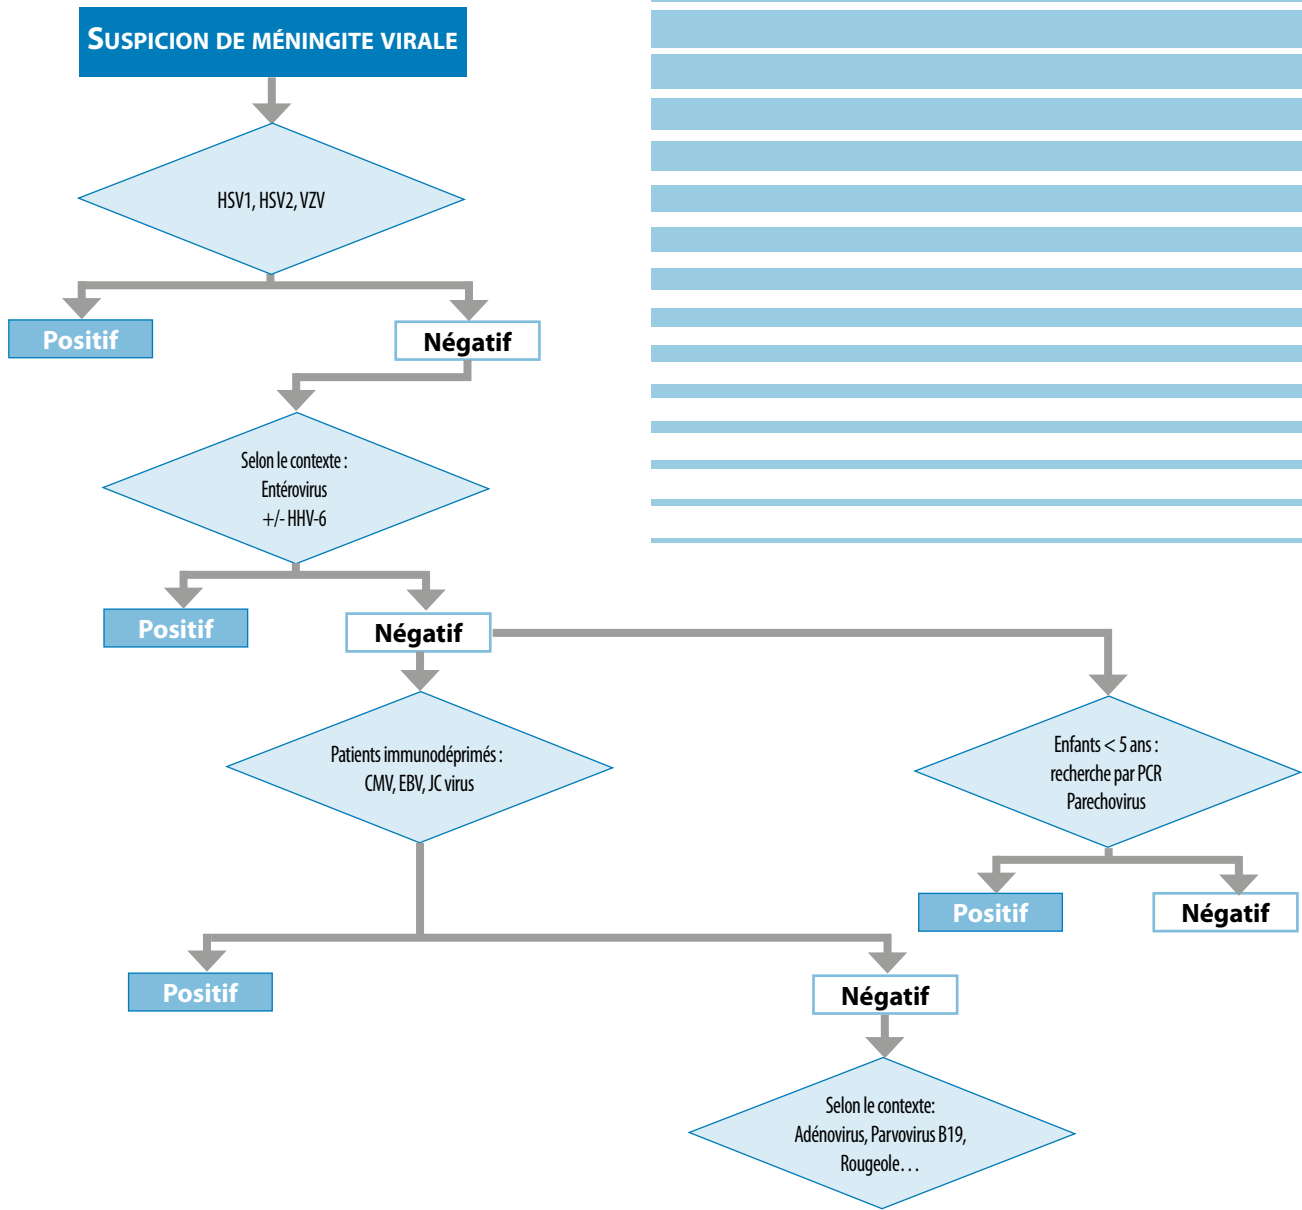 SUSPICION DE MÉNINGITE VIRALE
HSV1, HSV2, VZV
Positif
Négatif
Selon le contexte :
Entérovirus
+/- HHV-6
Positif
Négatif
Patients immunodéprimés :
CMV, EBV, JC virus
Enfants < 5 ans :
recherche par PCR
Parechovirus
Positif
Négatif
Positif
Négatif
Selon le contexte:
Adénovirus, Parvovirus B19,
Rougeole…